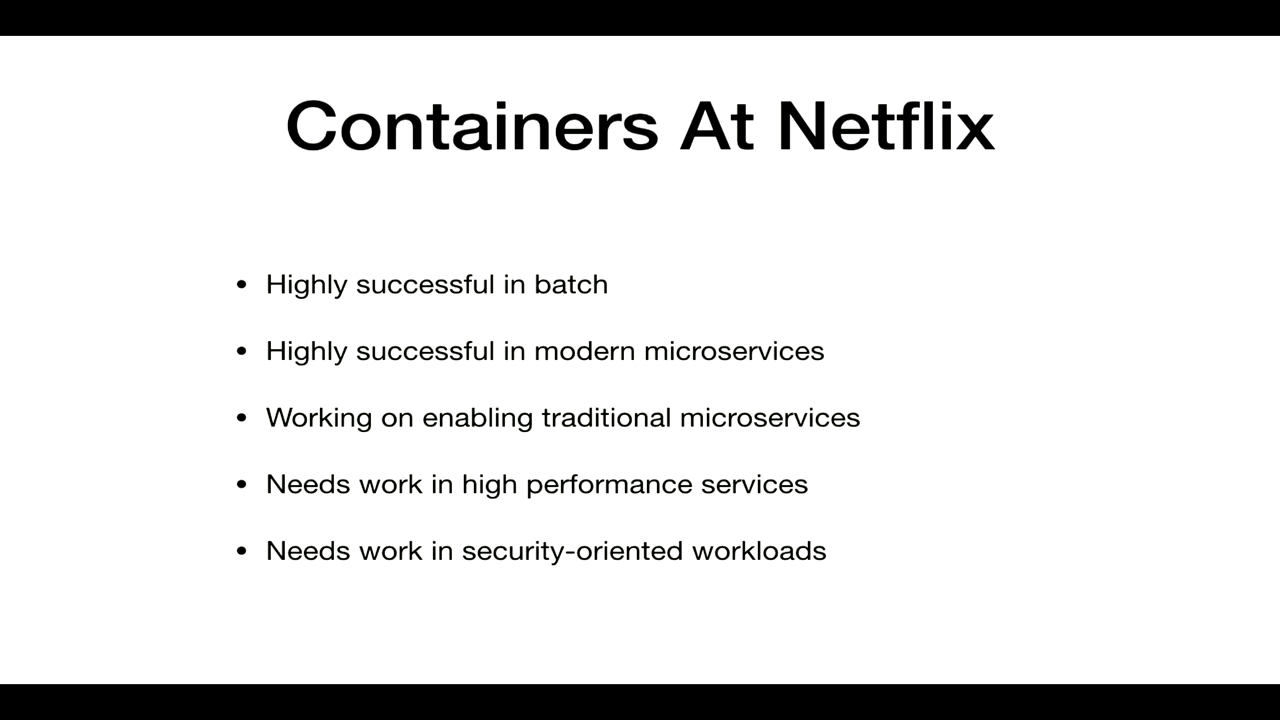 Containers At Netflix
• Highly successful in batch
• Highly successful in modern microservices
• Working on enabling traditional microservices
• Needs work in high performance services
• Needs work in security-oriented workloads